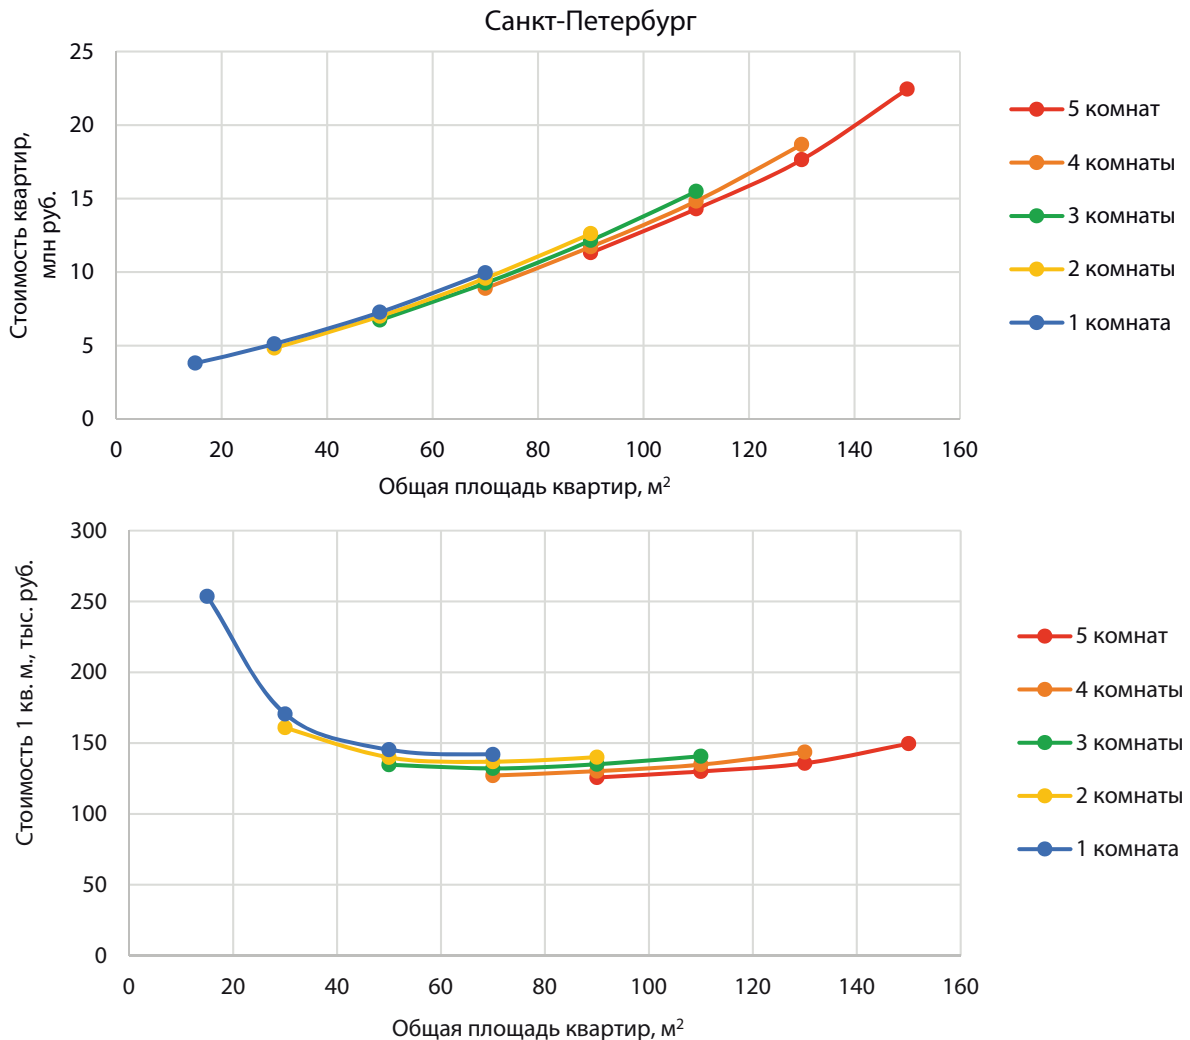 Санкт-Петербург
Стоимость квартир,
млн руб.
25
20
15
10
5
0
0 20 40 60 80 100 120 140 160
Общая площадь квартир, м²
5 комнат
4 комнаты
3 комнаты
2 комнаты
1 комната
Стоимость 1 кв. м., тыс. руб.
300
250
200
150
100
50
0
0 20 40 60 80 100 120 140 160
Общая площадь квартир, м²
5 комнат
4 комнаты
3 комнаты
2 комнаты
1 комната